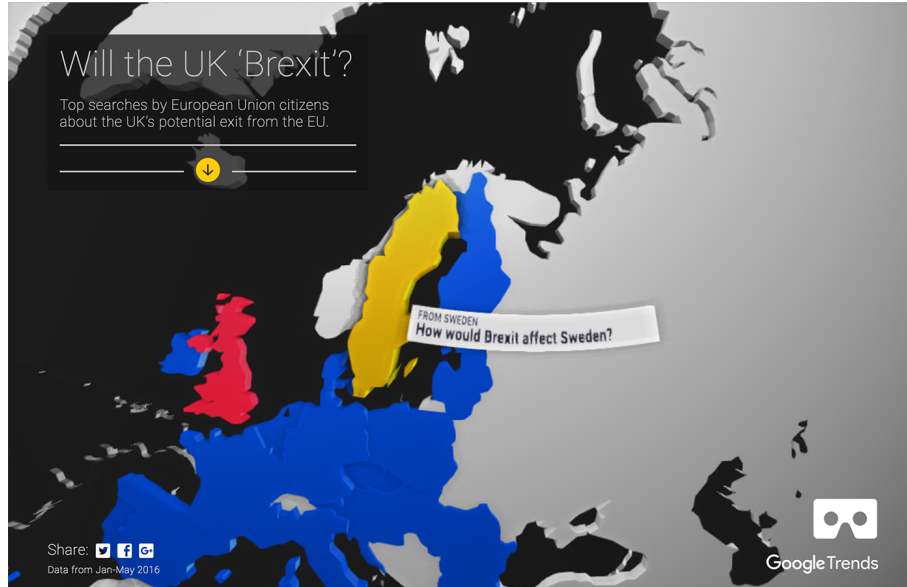 Will the UK ‘Brexit’?
Top searches by European Union citizens
about the UK’s potential exit from the EU.
FROM SWEDEN
How would Brexit affect Sweden?
Share:
Data from Jan-May 2016
Google Trends